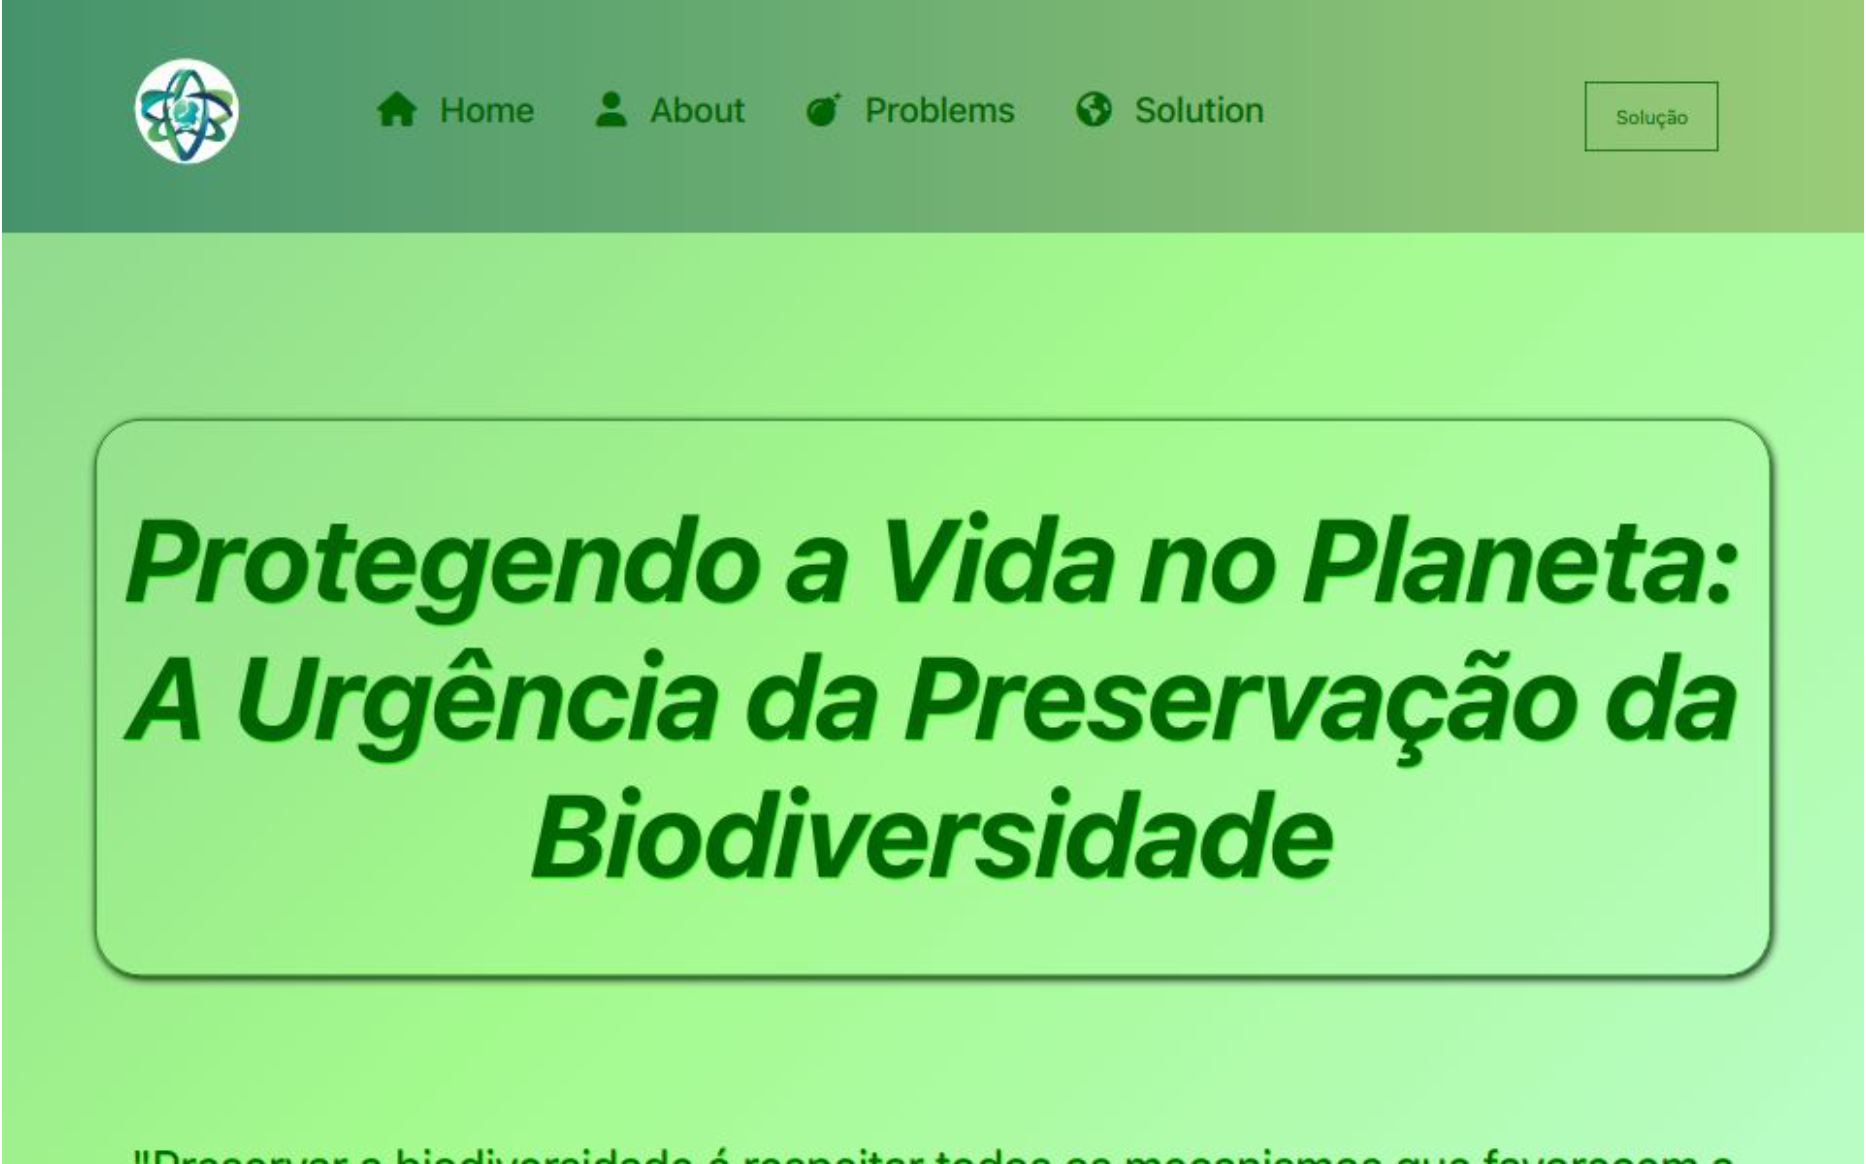 Home About Problems Solution Solução
Protegendo a Vida no Planeta:
A Urgência da Preservação da
Biodiversidade
"Preservar a biodiversidade é respeitar todos os mecanismos que favorecem o